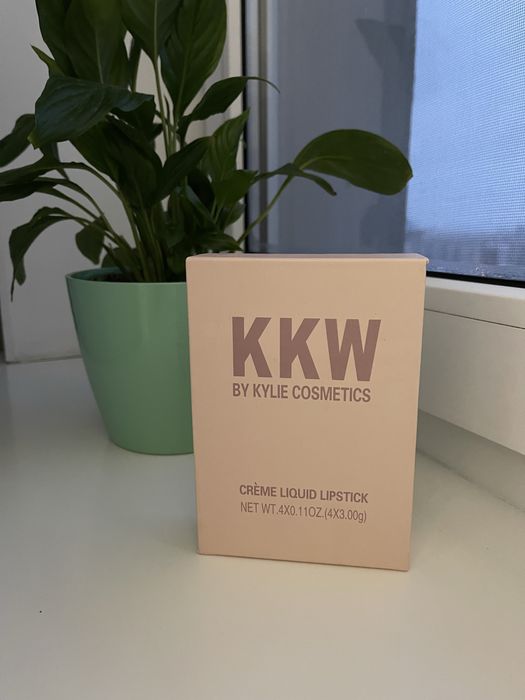 KKW
BY KYLIE COSMETICS
CRÈME LIQUID LIPSTICK
NET WT.4X0.11OZ.(4X3.00g)